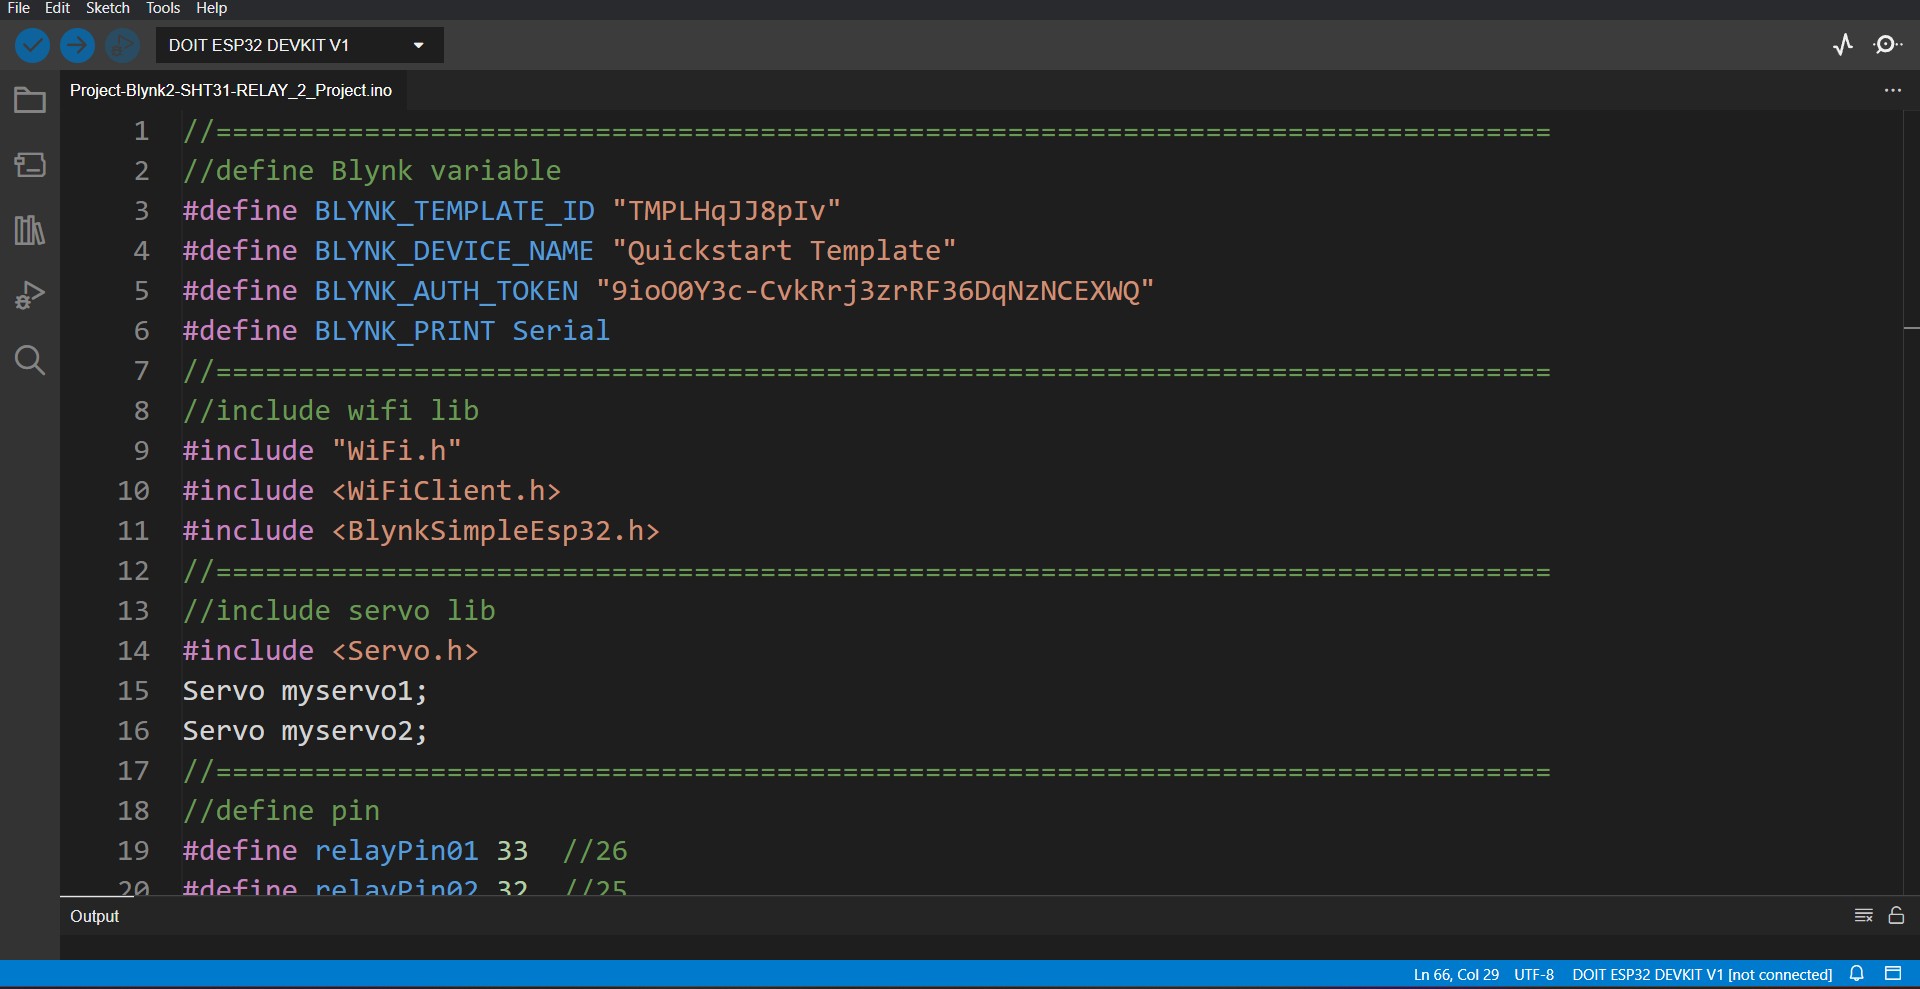 File Edit Sketch Tools Help
DOIT ESP32 DEVKIT V1
Project-Blynk2-SHT31-RELAY_2_Project.ino
1 //=================================================================================
2 //define Blynk variable
3 #define BLYNK_TEMPLATE_ID "TMPLHqJJ8pIv"
4 #define BLYNK_DEVICE_NAME "Quickstart Template"
5 #define BLYNK_AUTH_TOKEN "9ioO0Y3c-CvkRrj3zrRF36DqNzNCEXWQ"
6 #define BLYNK_PRINT Serial
7 //=================================================================================
8 //include wifi lib
9 #include "WiFi.h"
10 #include <WiFiClient.h>
11 #include <BlynkSimpleEsp32.h>
12 //=================================================================================
13 //include servo lib
14 #include <Servo.h>
15 Servo myservo1;
16 Servo myservo2;
17 //=================================================================================
18 //define pin
19 #define relayPin01 33 //26
20 #define relayPin02 32 //25
Output
Ln 66, Col 29 UTF-8 DOIT ESP32 DEVKIT V1 [not connected]